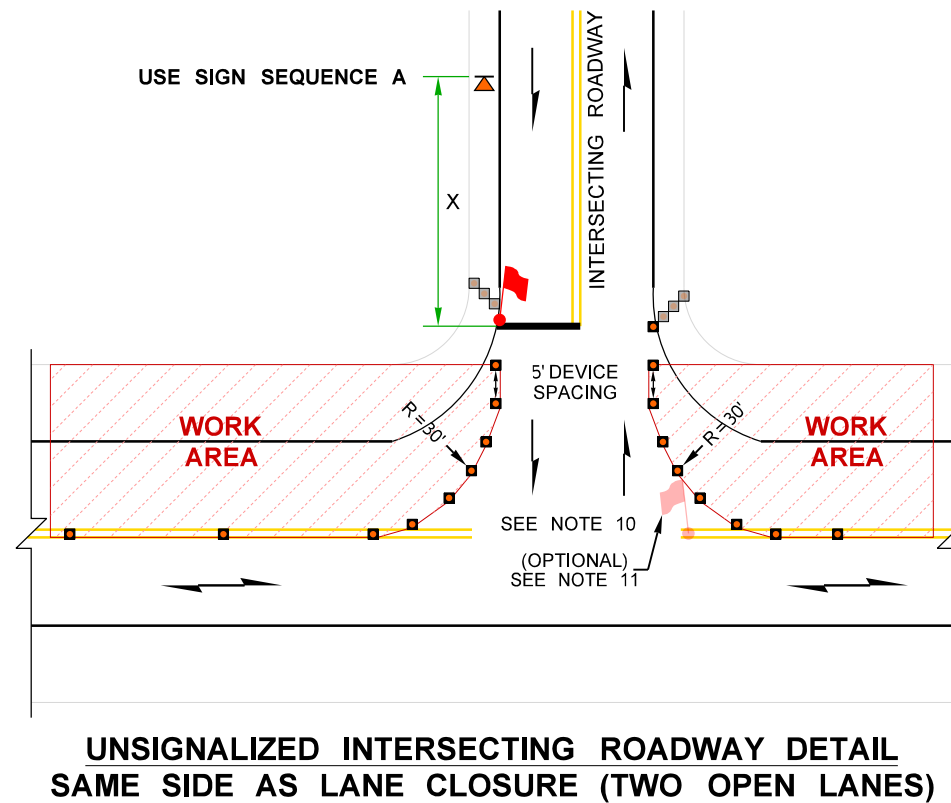 USE SIGN SEQUENCE A
X
INTERSECTING ROADWAY
5' DEVICE
SPACING
R=30'
R=30'
WORK
AREA
WORK
AREA
SEE NOTE 10
(OPTIONAL)
SEE NOTE 11
UNSIGNALIZED INTERSECTING ROADWAY DETAIL
SAME SIDE AS LANE CLOSURE (TWO OPEN LANES)